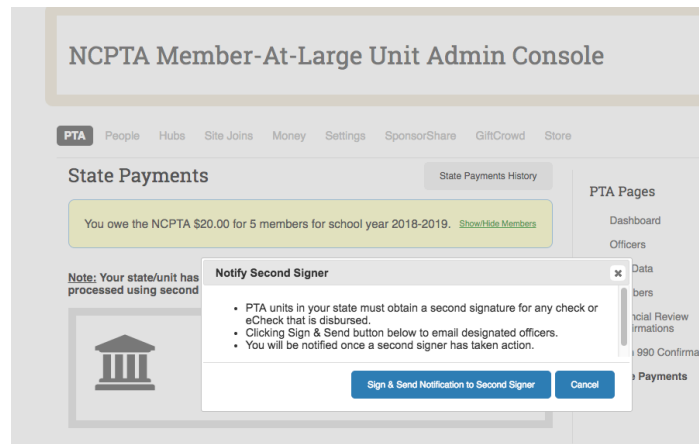 NCPTA Member-At-Large Unit Admin Console
PTA People Hubs Site Joins Money Settings SponsorShare GiftCrowd Store
State Payments
State Payments History
You owe the NCPTA $20.00 for 5 members for school year 2018-2019. Show/Hide Members
Note: Your state/unit has
processed using second
Notify Second Signer
• PTA units in your state must obtain a second signature for any check or
eCheck that is disbursed.
• Clicking Sign & Send button below to email designated officers.
• You will be notified once a second signer has taken action.
Sign & Send Notification to Second Signer
Cancel
PTA Pages
Dashboard
Officers
Data
990 Confirma
Payments